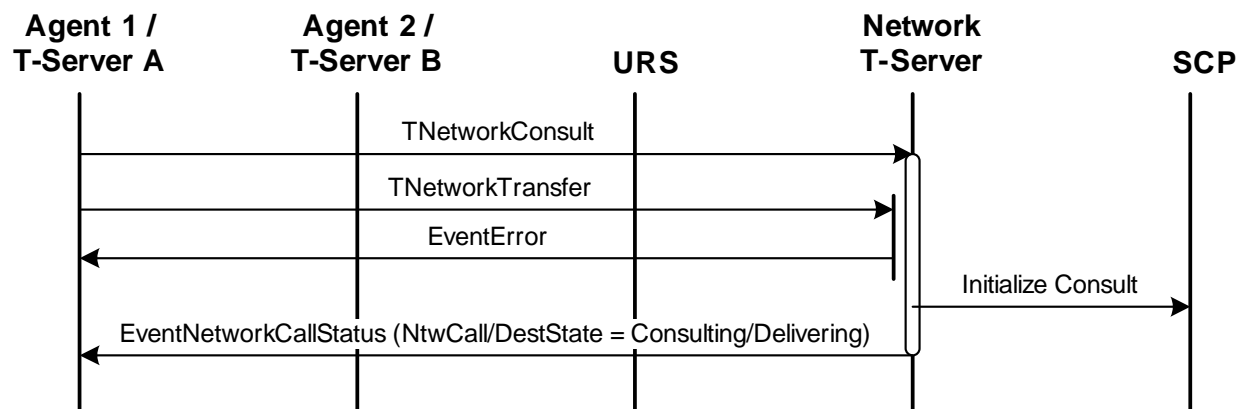 Agent 1 /
T-Server A
Agent 2 /
T-Server B
URS
Network
T-Server
SCP
TNetworkConsult
TNetworkTransfer
EventError
Initialize Consult
EventNetworkCallStatus (NtwCall/DestState = Consulting/Delivering)